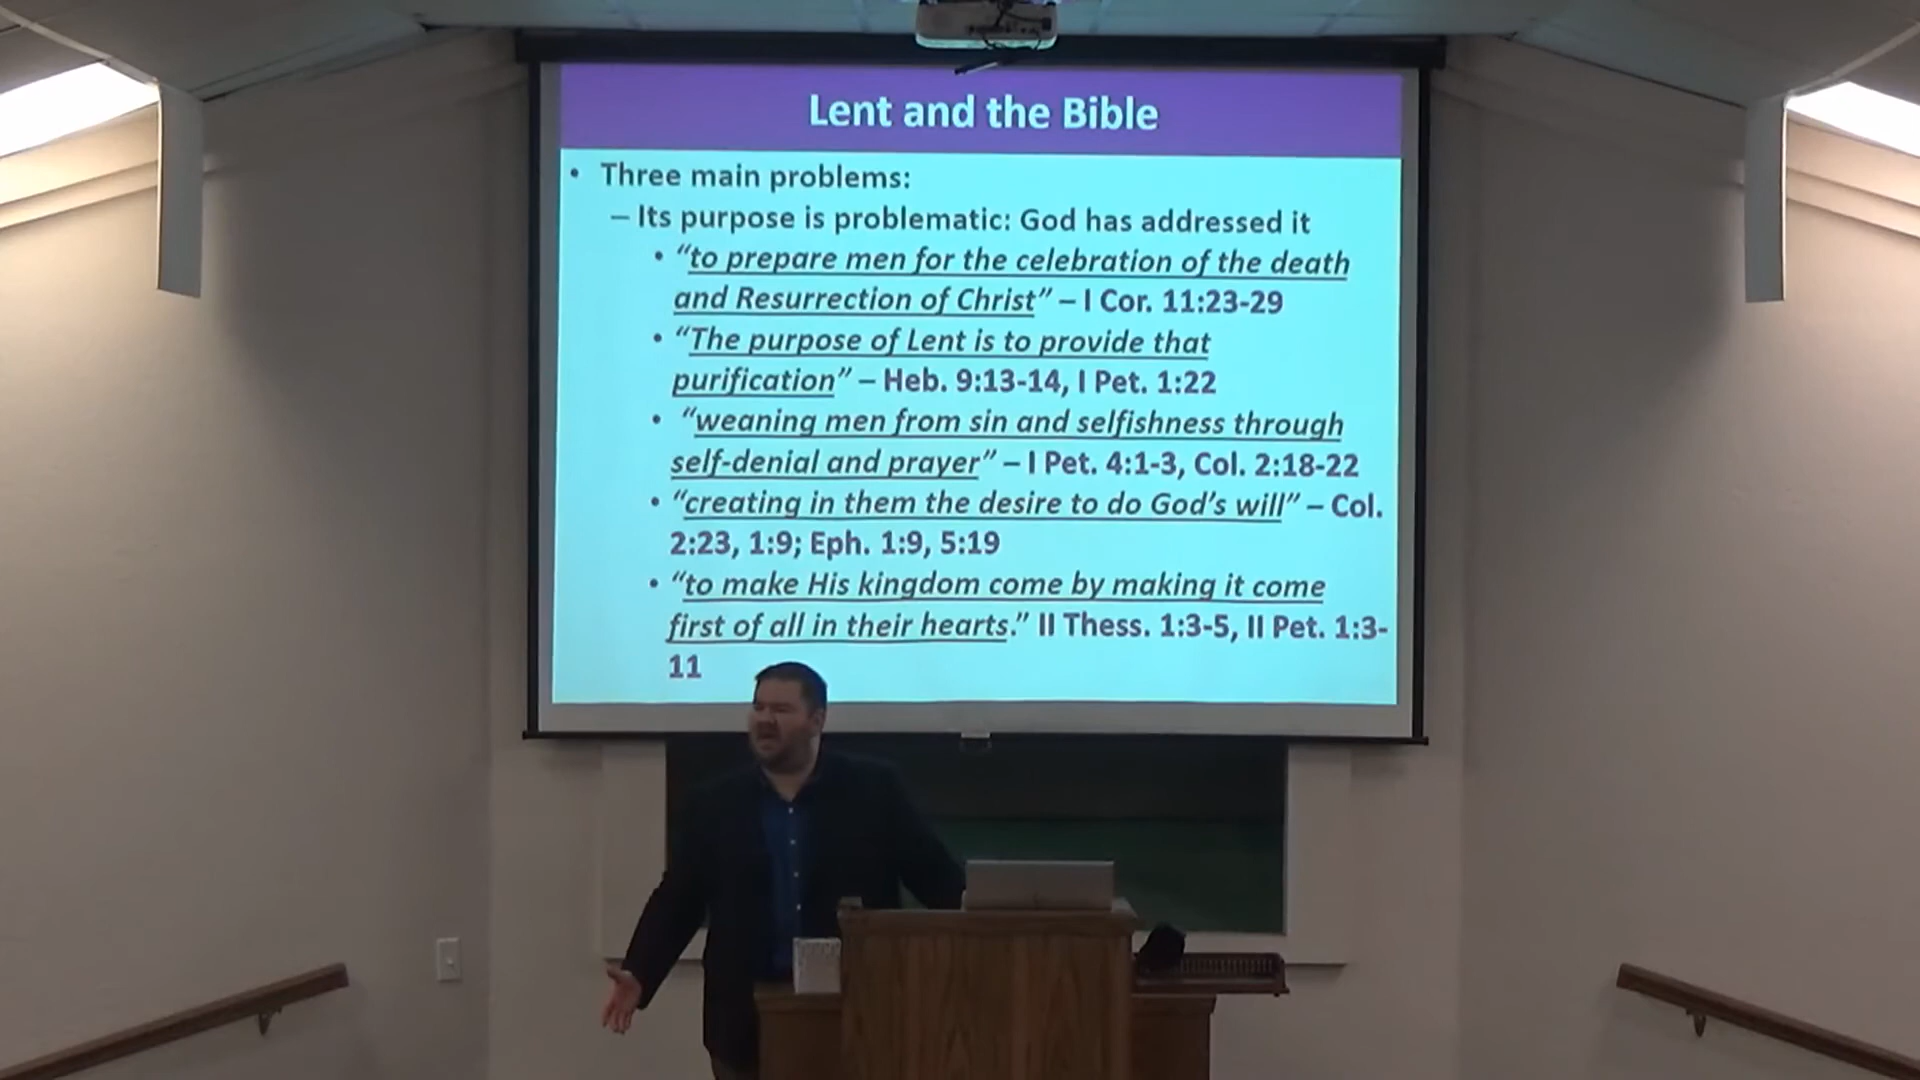 Lent and the Bible
• Three main problems:
– Its purpose is problematic: God has addressed it
• “to prepare men for the celebration of the death
and Resurrection of Christ” – I Cor. 11:23-29
• “The purpose of Lent is to provide that
purification” – Heb. 9:13-14, I Pet. 1:22
• “weaning men from sin and selfishness through
self-denial and prayer” – I Pet. 4:1-3, Col. 2:18-22
• “creating in them the desire to do God’s will” – Col.
2:23, 1:9; Eph. 1:9, 5:19
• “to make His kingdom come by making it come
first of all in their hearts.” II Thess. 1:3-5, II Pet. 1:3-
11